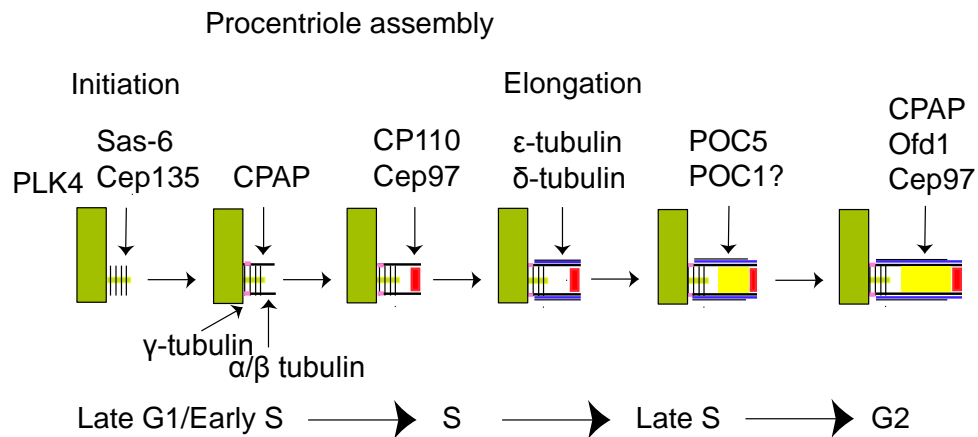 Procentriole assembly
Initiation
Elongation
PLK4
Sas-6
Cep135
CPAP
CP110
Cep97
ε-tubulin
δ-tubulin
POC5
POC1?
CPAP
Ofd1
Cep97
γ-tubulin
α/β tubulin
Late G1/Early S
S
Late S
G2